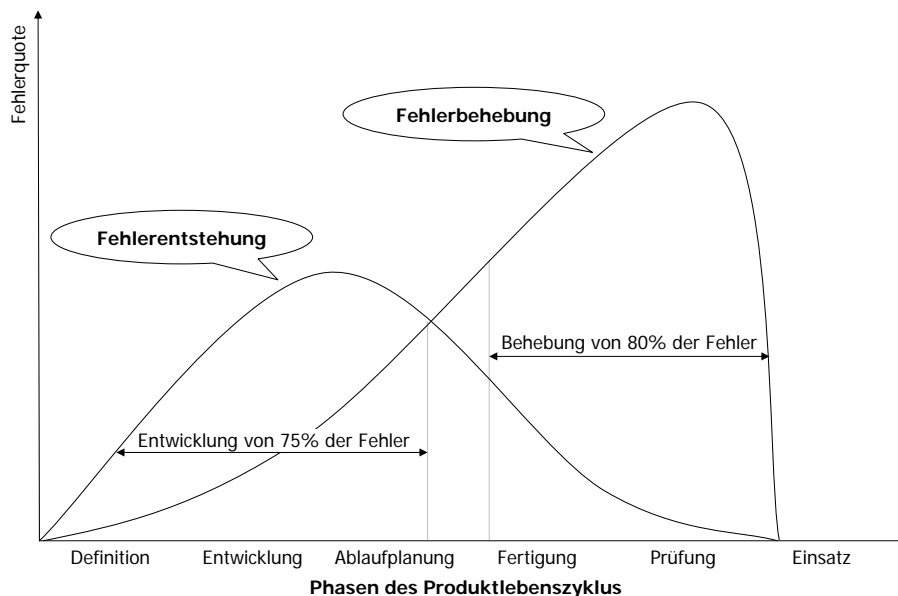 Fehlerquote
Fehlerbehebung
Fehlerentstehung
Behebung von 80% der Fehler
Entwicklung von 75% der Fehler
Definition Entwicklung Ablaufplanung Fertigung Prüfung Einsatz
Phasen des Produktlebenszyklus